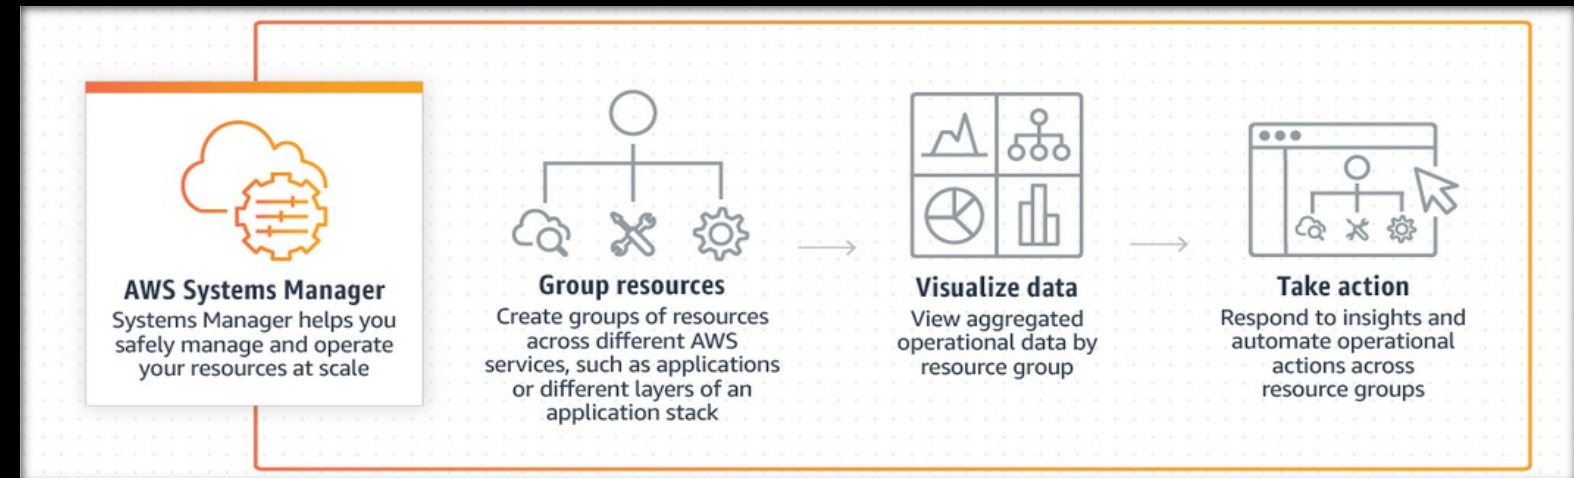 AWS Systems Manager
Systems Manager helps you
safely manage and operate
your resources at scale
Group resources
Create groups of resources
across different AWS
services, such as applications
or different layers of an
application stack
Visualize data
View aggregated
operational data by
resource group
Take action
Respond to insights and
automate operational
actions across
resource groups